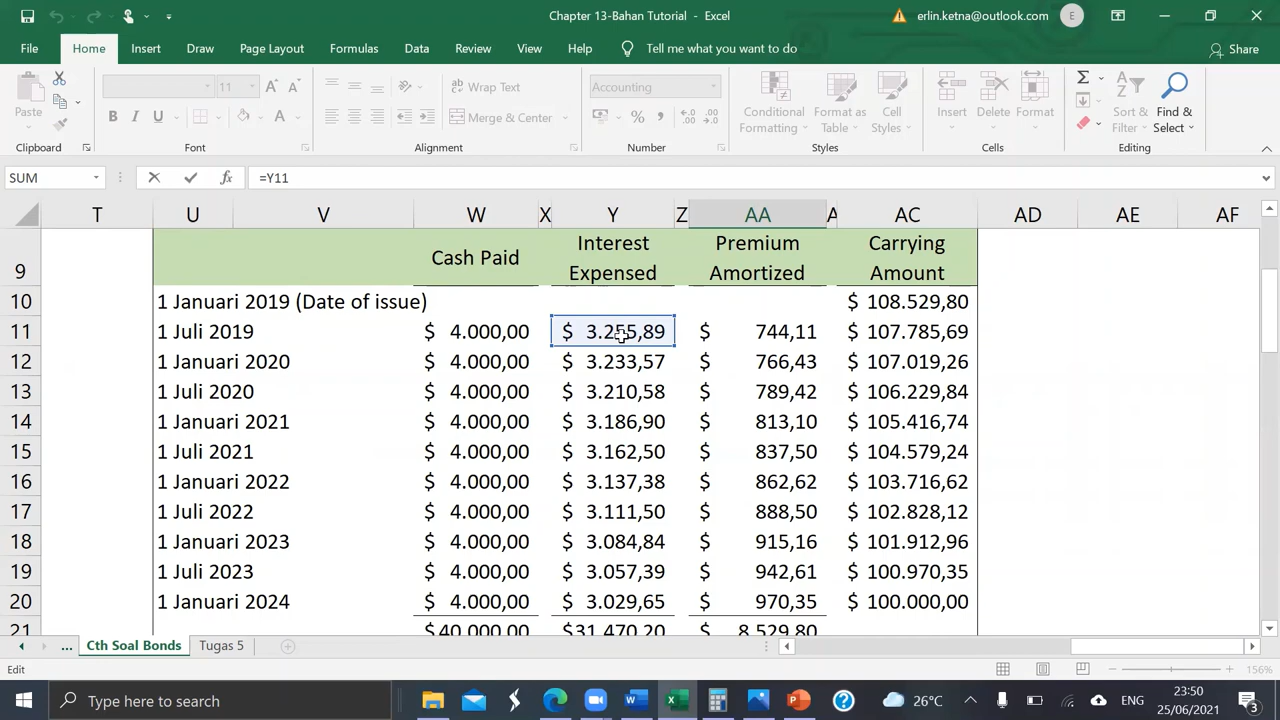 Chapter 13-Bahan Tutorial - Excel
erlin.ketna@outlook.com
E
File Home Insert Draw Page Layout Formulas Data Review View Help Tell me what you want to do Share
Paste
11
Wrap Text
Merge & Center
Accounting
Conditional Formatting
Format as Table
Cell Styles
Insert Delete Format
Sort & Filter
Find & Select
Clipboard Font Alignment Number Styles Cells Editing
SUM =Y11
T U V W X Y Z AA A AC AD AE AF
9 Cash Paid Interest Expensed Premium Amortized Carrying Amount
10 1 Januari 2019 (Date of issue) $ 108.529,80
11 1 Juli 2019 $ 4.000,00 $ 3.255,89 $ 744,11 $ 107.785,69
12 1 Januari 2020 $ 4.000,00 $ 3.233,57 $ 766,43 $ 107.019,26
13 1 Juli 2020 $ 4.000,00 $ 3.210,58 $ 789,42 $ 106.229,84
14 1 Januari 2021 $ 4.000,00 $ 3.186,90 $ 813,10 $ 105.416,74
15 1 Juli 2021 $ 4.000,00 $ 3.162,50 $ 837,50 $ 104.579,24
16 1 Januari 2022 $ 4.000,00 $ 3.137,38 $ 862,62 $ 103.716,62
17 1 Juli 2022 $ 4.000,00 $ 3.111,50 $ 888,50 $ 102.828,12
18 1 Januari 2023 $ 4.000,00 $ 3.084,84 $ 915,16 $ 101.912,96
19 1 Juli 2023 $ 4.000,00 $ 3.057,39 $ 942,61 $ 100.970,35
20 1 Januari 2024 $ 4.000,00 $ 3.029,65 $ 970,35 $ 100.000,00
21 $40.000,00 $31.470,20 $ 8.529,80
... Cth Soal Bonds Tugas 5
Edit 156%
Type here to search
26°C
ENG
23:50
25/06/2021
3